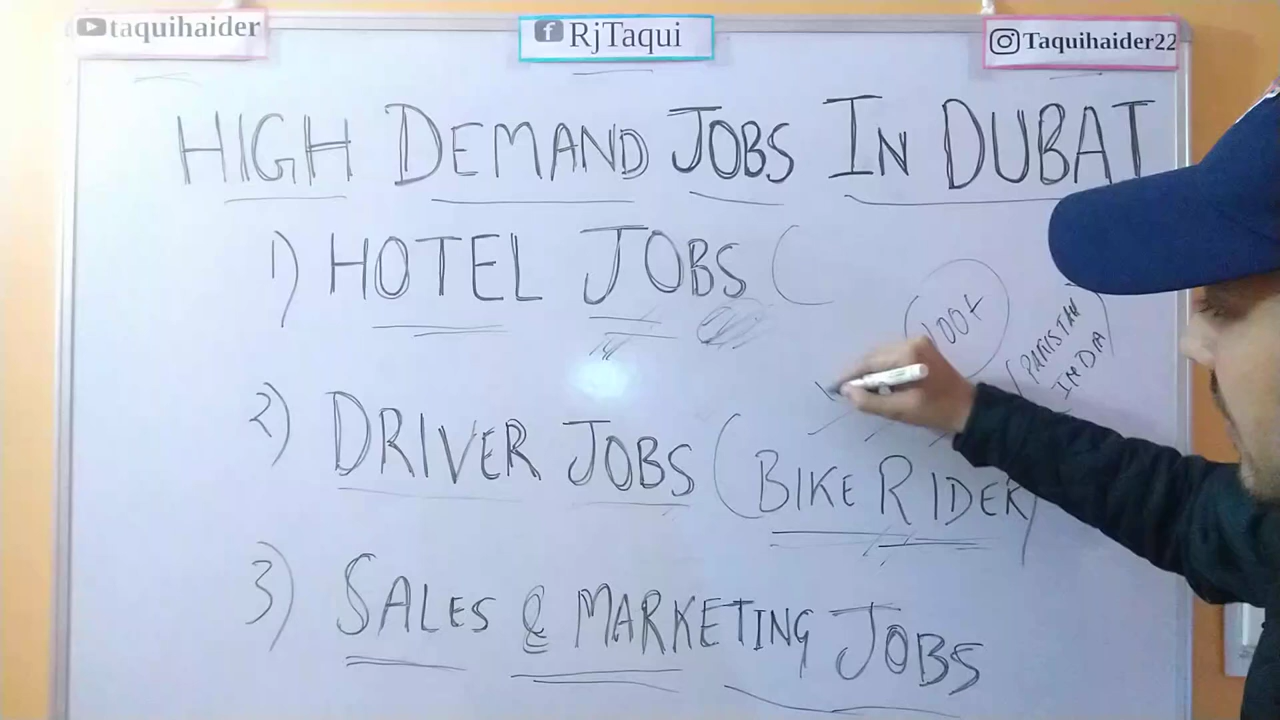 taquihaider
RjTaqui
Taquihaider22
HIGH DEMAND JOBS IN DUBAI
1) HOTEL JOBS (
100+
(PAKISTAN
INDIA
)
2) DRIVER JOBS (BIKE RIDER)
3) SALES & MARKETING JOBS